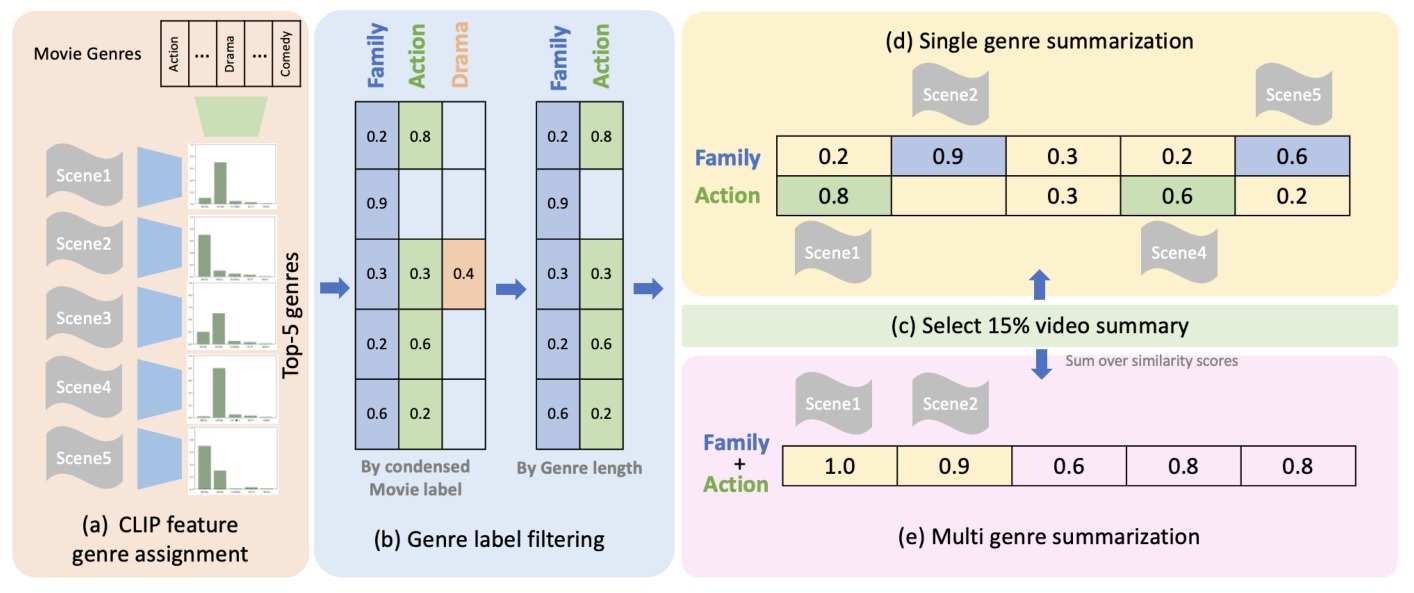 Movie Genres
Action
...
Drama
...
Comedy
Scene1
Scene2
Scene3
Scene4
Scene5
Top-5 genres
(a) CLIP feature
genre assignment
Family
Action
Drama
0.2 0.8
0.9
0.3 0.3 0.4
0.2 0.6
0.6 0.2
By condensed
Movie label
Family
Action
0.2 0.8
0.9
0.3 0.3
0.2 0.6
0.6 0.2
By Genre length
(b) Genre label filtering
(d) Single genre summarization
Scene2 Scene5
Family 0.2 0.9 0.3 0.2 0.6
Action 0.8 0.3 0.6 0.2
Scene1 Scene4
(c) Select 15% video summary
Sum over similarity scores
Scene1 Scene2
Family
+
Action
1.0 0.9 0.6 0.8 0.8
(e) Multi genre summarization